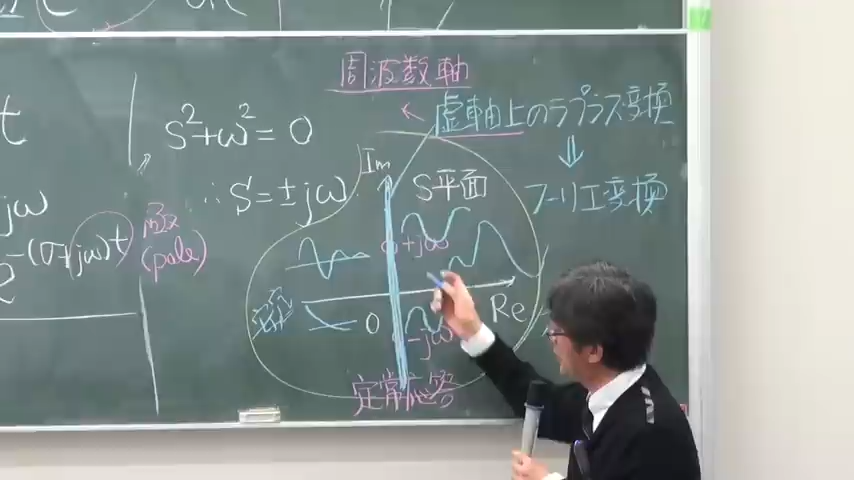 周波数軸
t
S²+ω²=0
← 虚軸上のラプラス変換
⇓
∴ S=±jω
Im
S平面
フーリエ変換
jω
極
(pole)
-(σ+jω)t
+jω
0
Re
-jω
定常応答